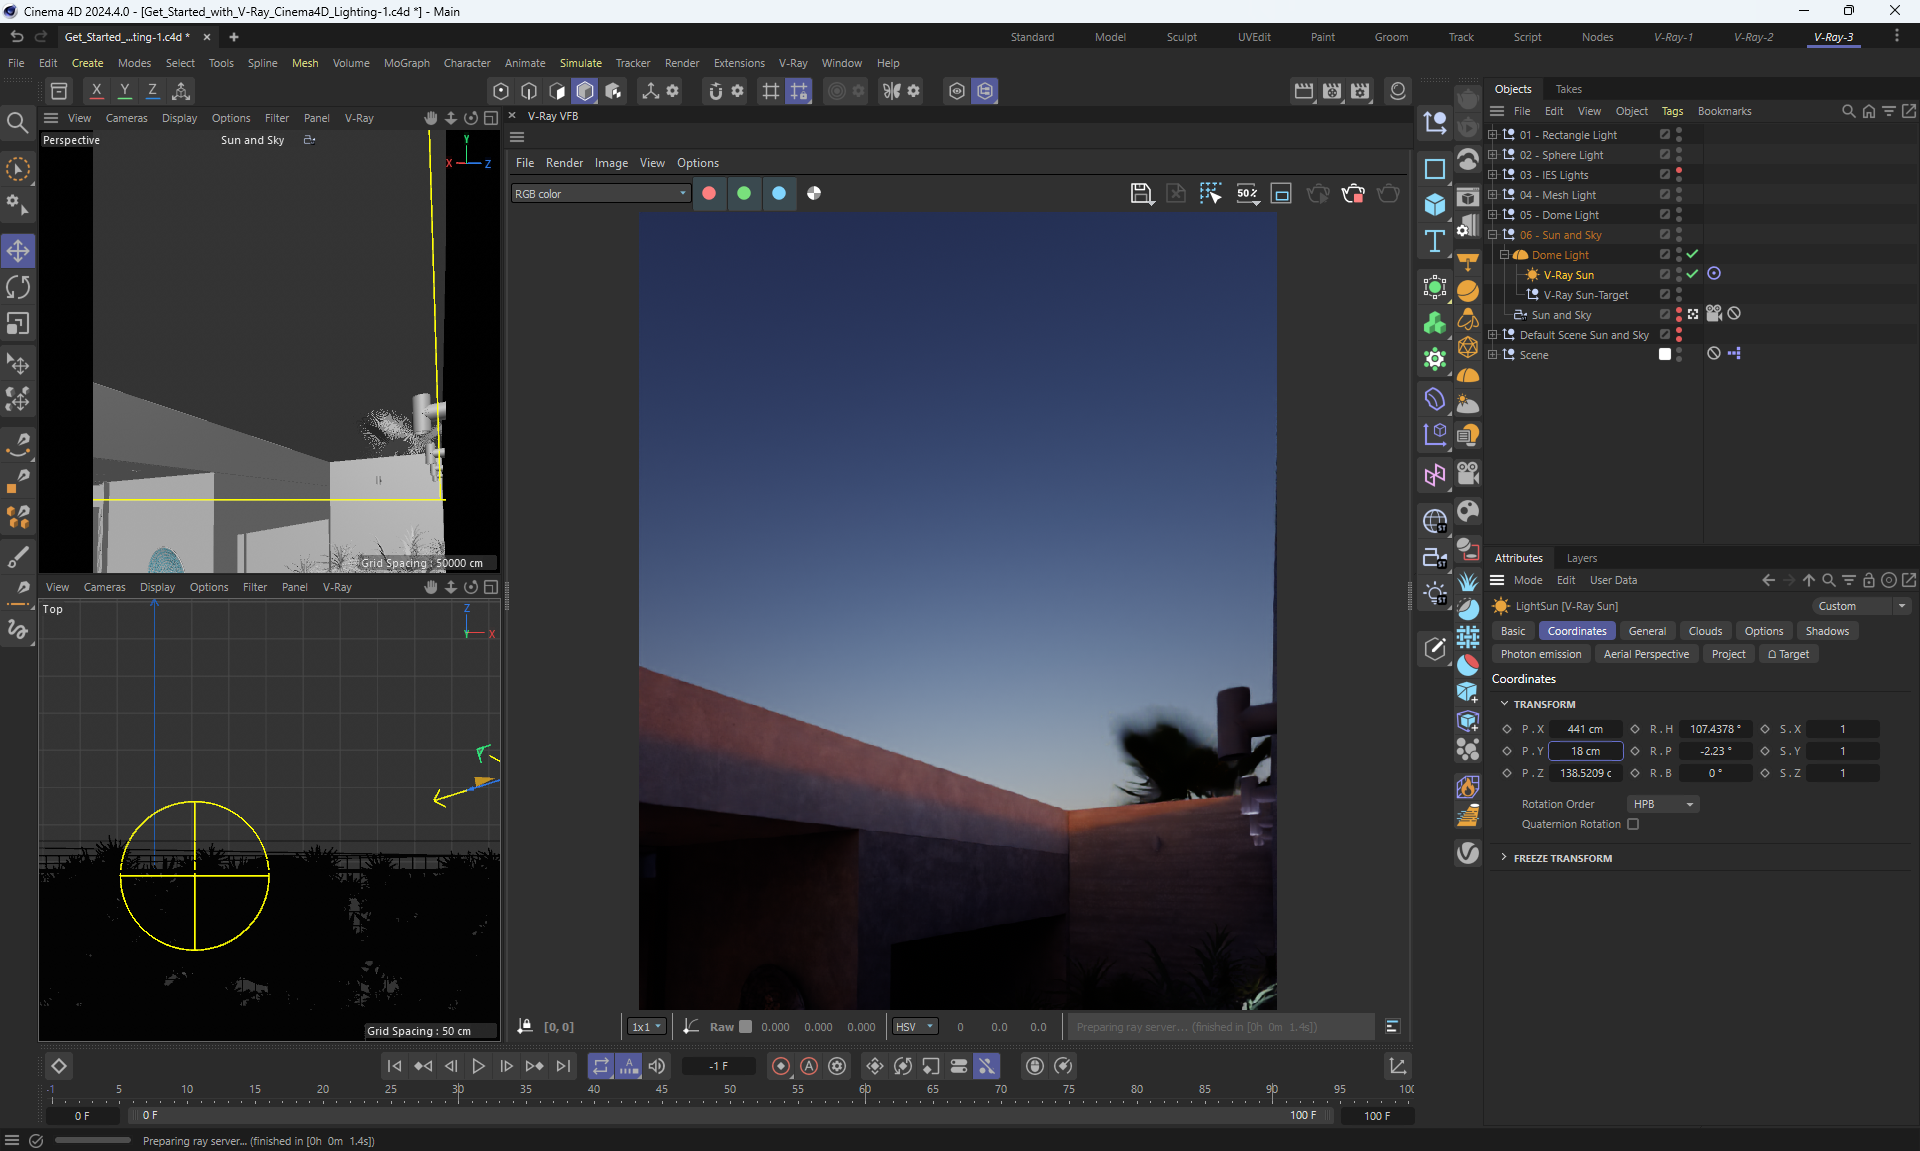 Cinema 4D 2024.4.0 - [Get_Started_with_V-Ray_Cinema4D_Lighting-1.c4d *] - Main
Get_Started_...ting-1.c4d *
Standard Model Sculpt UVEdit Paint Groom Track Script Nodes V-Ray-1 V-Ray-2 V-Ray-3
File Edit Create Modes Select Tools Spline Mesh Volume MoGraph Character Animate Simulate Tracker Render Extensions V-Ray Window Help
X Y Z
View Cameras Display Options Filter Panel V-Ray
Perspective
Sun and Sky
Y
X Z
Grid Spacing : 50000 cm
View Cameras Display Options Filter Panel V-Ray
Top
Z
Y X
Grid Spacing : 50 cm
V-Ray VFB
File Render Image View Options
RGB color
50%
[0, 0]
1x1
Raw 0.000 0.000 0.000
HSV 0 0.0 0.0
Preparing ray server... (finished in [0h 0m 1.4s])
ST
ST
ST
Objects Takes
File Edit View Object Tags Bookmarks
01 - Rectangle Light
02 - Sphere Light
03 - IES Lights
04 - Mesh Light
05 - Dome Light
06 - Sun and Sky
Dome Light
V-Ray Sun
V-Ray Sun-Target
Sun and Sky
Default Scene Sun and Sky
Scene
Attributes Layers
Mode Edit User Data
LightSun [V-Ray Sun]
Custom
Basic Coordinates General Clouds Options Shadows
Photon emission Aerial Perspective Project Target
Coordinates
TRANSFORM
P . X 441 cm R . H 107.4378 ° S . X 1
P . Y 18 cm R . P -2.23 ° S . Y 1
P . Z 138.5209 c R . B 0 ° S . Z 1
Rotation Order HPB
Quaternion Rotation
FREEZE TRANSFORM
-1 F
A
A
-1 5 10 15 20 25 30 35 40 45 50 55 60 65 70 75 80 85 90 95 100
0 F 0 F 100 F 100 F
Preparing ray server... (finished in [0h 0m 1.4s])